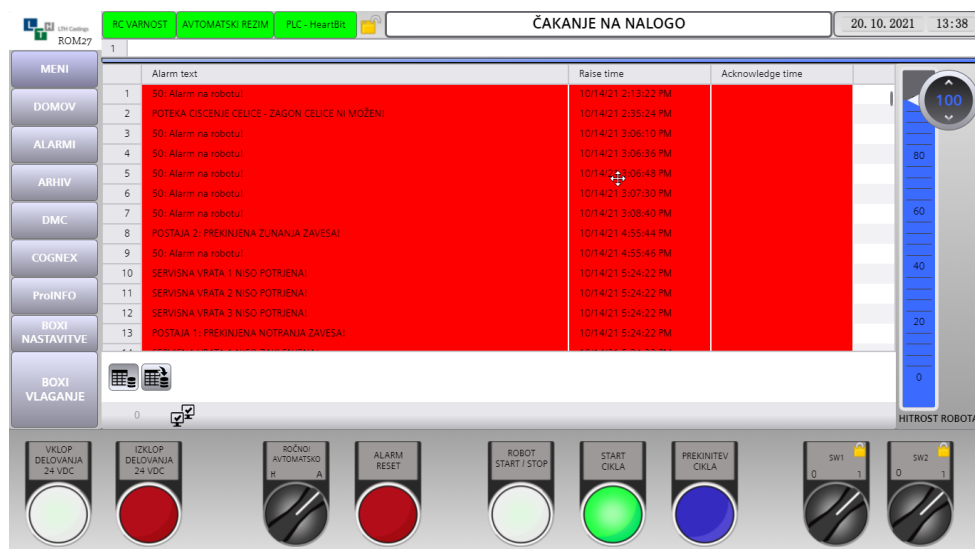 LTH Castings
ROM27
RC VARNOST
AVTOMATSKI REZIM
PLC - HeartBit
ČAKANJE NA NALOGO
20. 10. 2021 13:38
1
MENI
DOMOV
ALARMI
ARHIV
DMC
COGNEX
ProINFO
BOXI
NASTAVITVE
BOXI
VLAGANJE
Alarm text Raise time Acknowledge time
1 50: Alarm na robotu! 10/14/21 2:13:22 PM
2 POTEKA CISCENJE CELICE - ZAGON CELICE NI MOŽEN! 10/14/21 2:35:24 PM
3 50: Alarm na robotu! 10/14/21 3:06:10 PM
4 50: Alarm na robotu! 10/14/21 3:06:36 PM
5 50: Alarm na robotu! 10/14/21 3:06:48 PM
6 50: Alarm na robotu! 10/14/21 3:07:30 PM
7 50: Alarm na robotu! 10/14/21 3:08:40 PM
8 POSTAJA 2: PREKINJENA ZUNANJA ZAVESA! 10/14/21 4:55:44 PM
9 50: Alarm na robotu! 10/14/21 4:55:46 PM
10 SERVISNA VRATA 1 NISO POTRJENA! 10/14/21 5:24:22 PM
11 SERVISNA VRATA 2 NISO POTRJENA! 10/14/21 5:24:22 PM
12 SERVISNA VRATA 3 NISO POTRJENA! 10/14/21 5:24:22 PM
13 POSTAJA 1: PREKINJENA NOTRANJA ZAVESA! 10/14/21 5:24:22 PM
0
100
80
60
40
20
0
HITROST ROBOTA
VKLOP
DELOVANJA
24 VDC
IZKLOP
DELOVANJA
24 VDC
ROČNO/
AVTOMATSKO
H A
ALARM
RESET
ROBOT
START / STOP
START
CIKLA
PREKINITEV
CIKLA
SW1
0 1
SW2
0 1